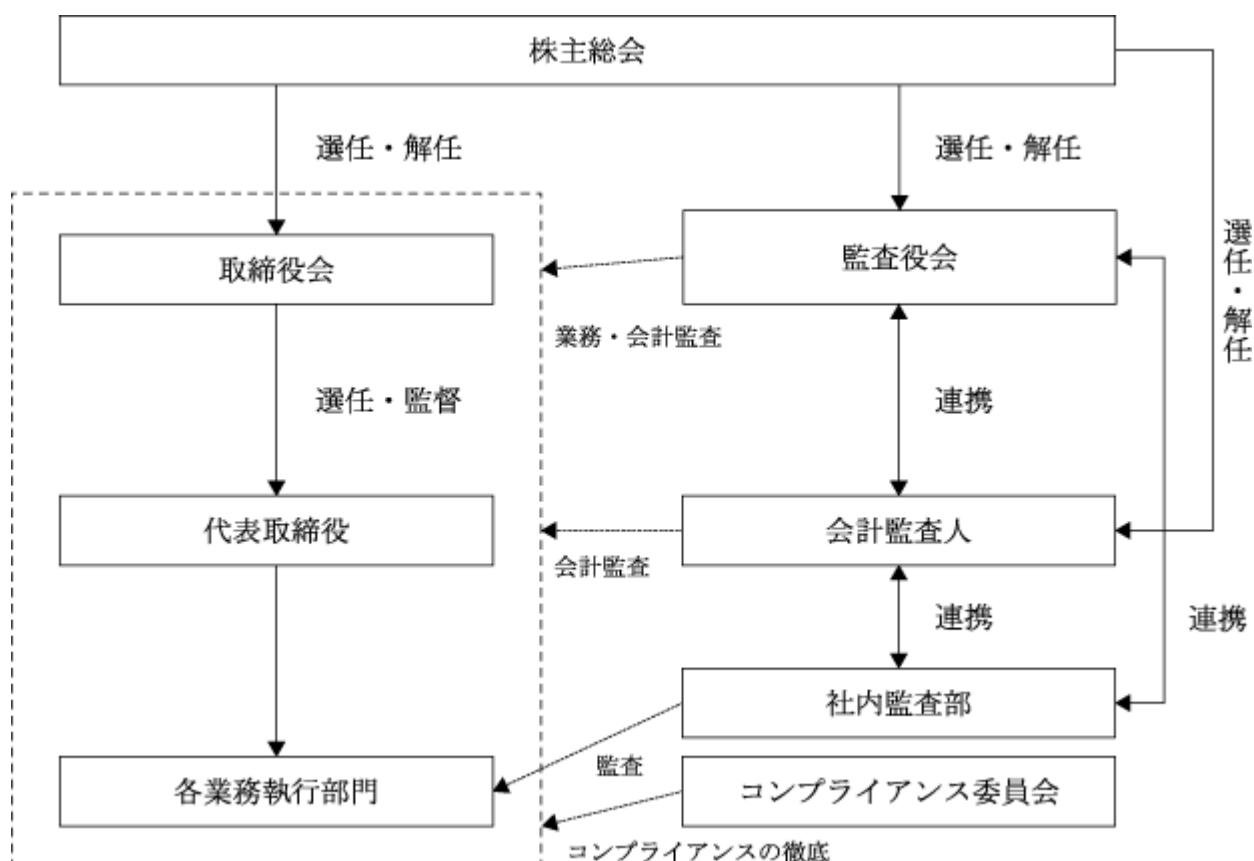 株主総会
選任・解任
選任・解任
選任・解任
取締役会
監査役会
業務・会計監査
選任・監督
連携
代表取締役
会計監査人
会計監査
連携
連携
社内監査部
監査
各業務執行部門
コンプライアンス委員会
コンプライアンスの徹底